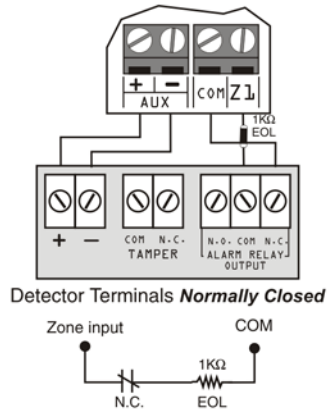 + − COM Z1
AUX
1KΩ
EOL
+ − COM N.C. N.O. COM N.C.
TAMPER ALARM RELAY
OUTPUT
Detector Terminals Normally Closed
Zone input COM
1KΩ
N.C. EOL